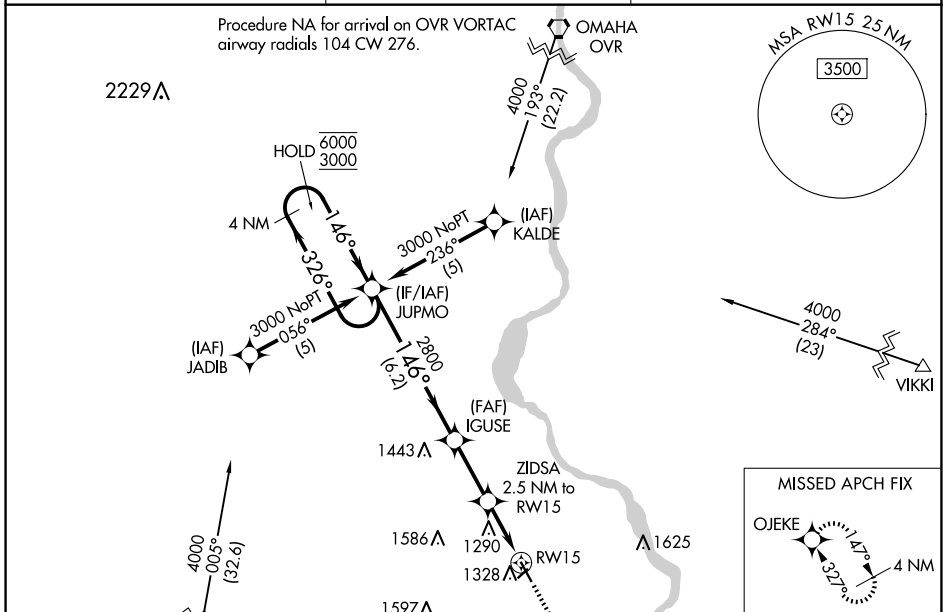 Procedure NA for arrival on OVR VORTAC
airway radials 104 CW 276.
OMAHA
OVR
4000
193°
(22.2)
MSA RW15 25 NM
3500
2229
HOLD 6000
3000
4 NM
146°
326°
3000 NoPT
236°
(5)
(IAF)
KALDE
(IF/IAF)
JUPMO
3000 NoPT
056°
(5)
(IAF)
JADIB
2800
146°
(6.2)
4000
284°
(23)
VIKKI
(FAF)
IGUSE
1443
ZIDSA
2.5 NM to
RW15
1586
1290
1328
RW15
1625
1597
4000
005°
(32.6)
MISSED APCH FIX
OJEKE
147°
327°
4 NM